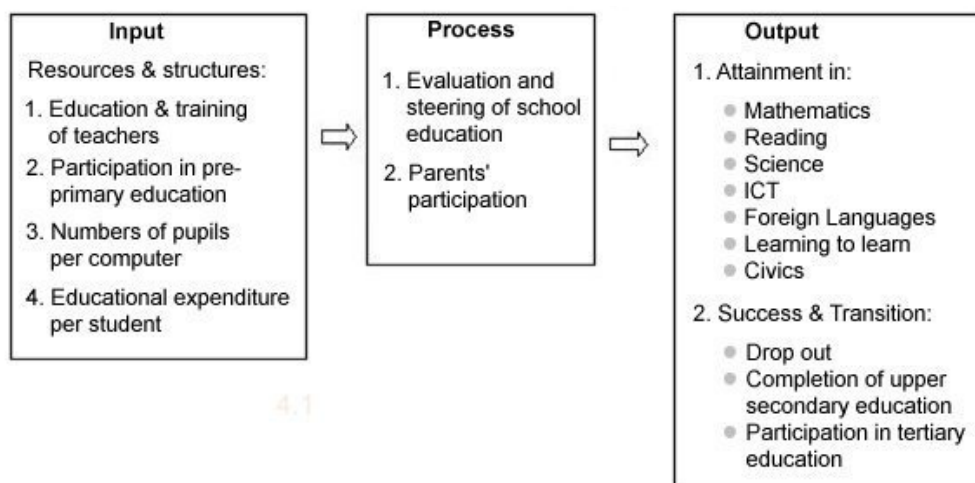 Input
Resources & structures:
1. Education & training
of teachers
2. Participation in pre-
primary education
3. Numbers of pupils
per computer
4. Educational expenditure
per student
Process
1. Evaluation and
steering of school
education
2. Parents'
participation
Output
1. Attainment in:
Mathematics
Reading
Science
ICT
Foreign Languages
Learning to learn
Civics
2. Success & Transition:
Drop out
Completion of upper
secondary education
Participation in tertiary
education
4.1